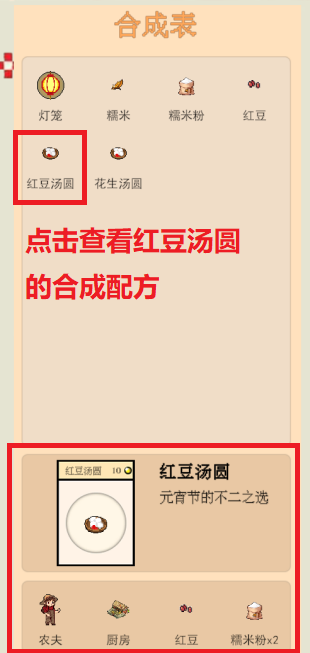 合成表
灯笼 糯米 糯米粉 红豆
红豆汤圆 花生汤圆
点击查看红豆汤圆
的合成配方
红豆汤圆 10
红豆汤圆
元宵节的不二之选
农夫 厨房 红豆 糯米粉x2